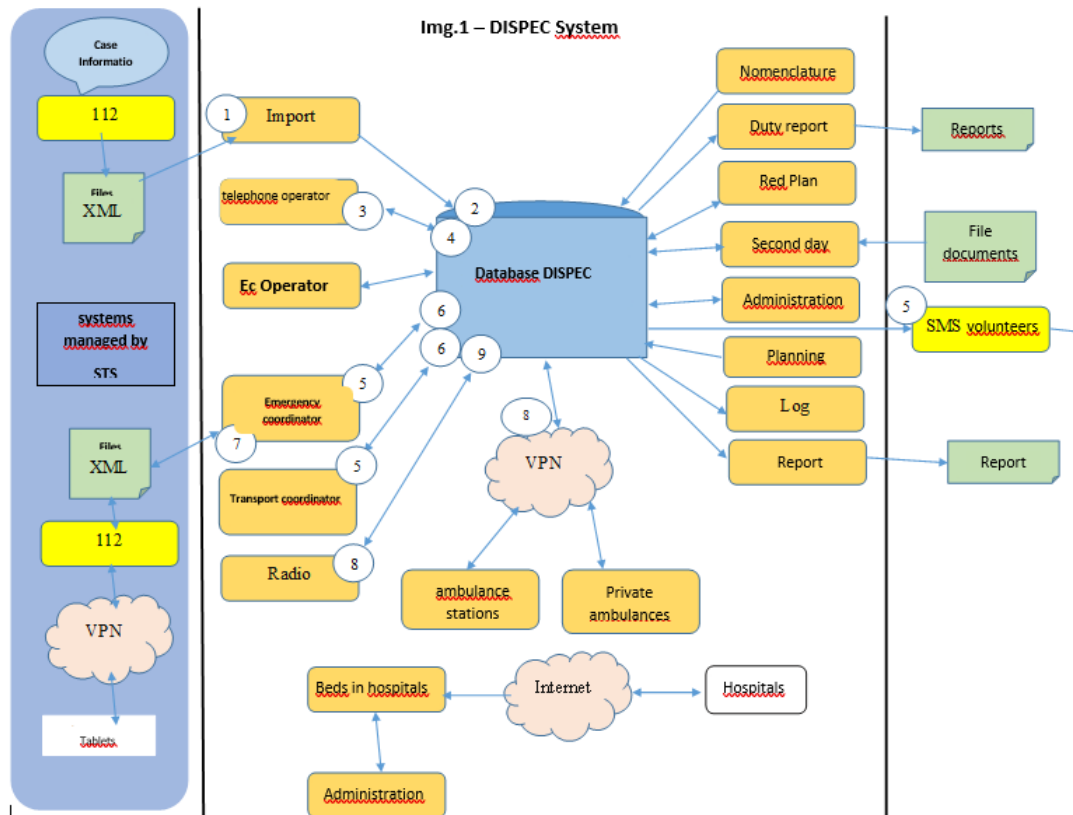 Img.1 – DISPEC System
Case
Informatio
112
Files
XML
systems
managed by
STS
Files
XML
112
VPN
Tablets
1
Import
telephone operator
3
Ec Operator
5
Emergency
coordinator
7
5
Transport coordinator
Radio
8
2
4
Database DISPEC
6
6
9
8
VPN
ambulance
stations
Private
ambulances
Beds in hospitals
Internet
Hospitals
Administration
Nomenclature
Duty report
Red Plan
Second day
Administration
Planning
Log
Report
Reports
File
documents
5
SMS volunteers
Report